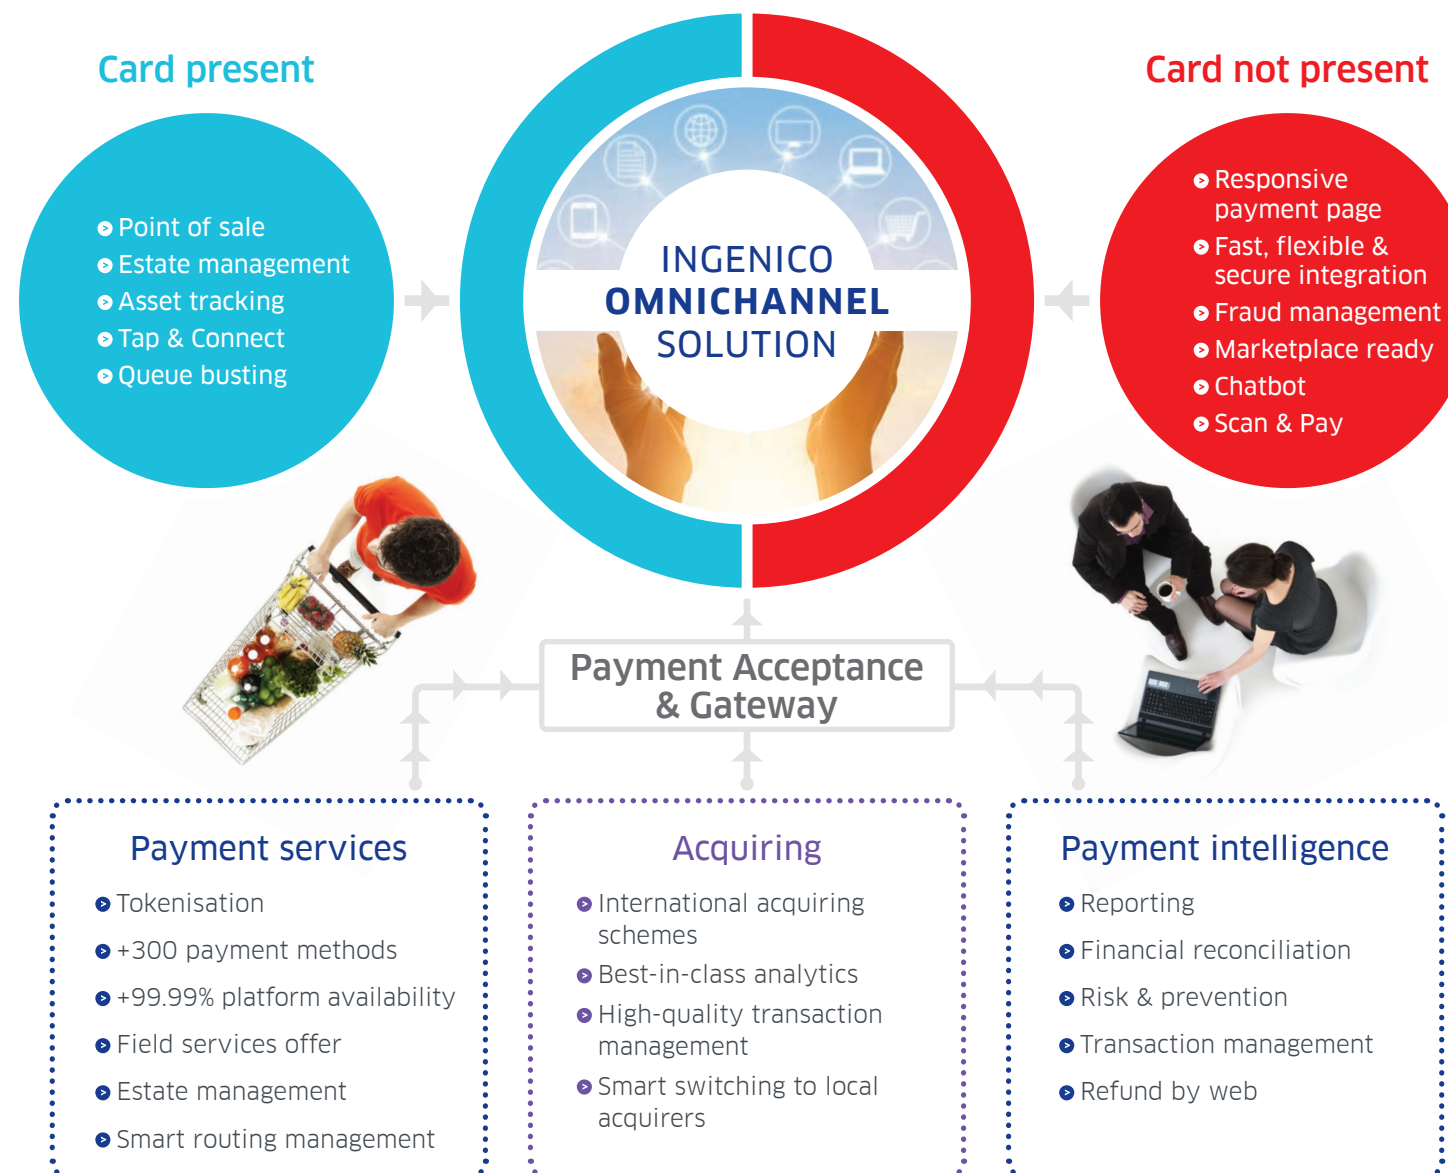 Card present
Point of sale
Estate management
Asset tracking
Tap & Connect
Queue busting
INGENICO
OMNICHANNEL
SOLUTION
Card not present
Responsive
payment page
Fast, flexible &
secure integration
Fraud management
Marketplace ready
Chatbot
Scan & Pay
Payment Acceptance
& Gateway
Payment services
Tokenisation
+300 payment methods
+99.99% platform availability
Field services offer
Estate management
Smart routing management
Acquiring
International acquiring
schemes
Best-in-class analytics
High-quality transaction
management
Smart switching to local
acquirers
Payment intelligence
Reporting
Financial reconciliation
Risk & prevention
Transaction management
Refund by web